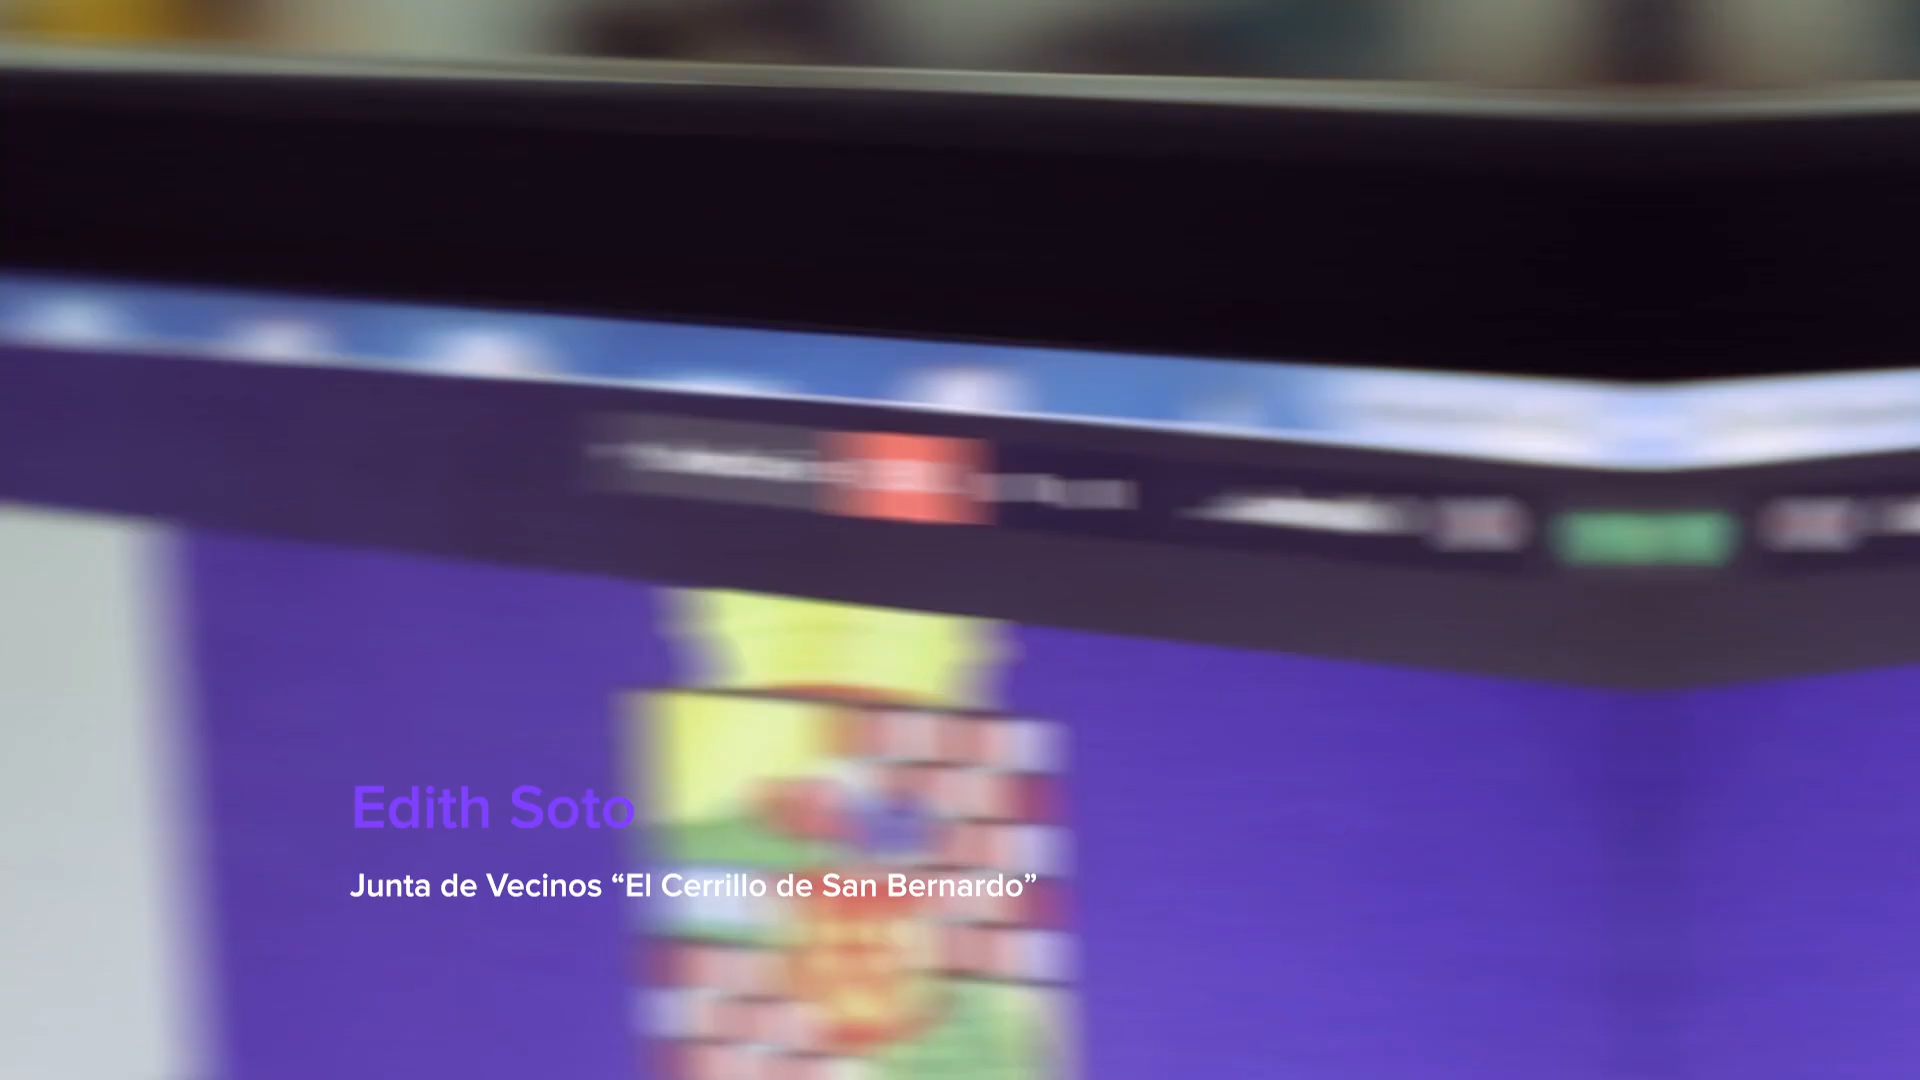 Edith Soto
Junta de Vecinos “El Cerrillo de San Bernardo”